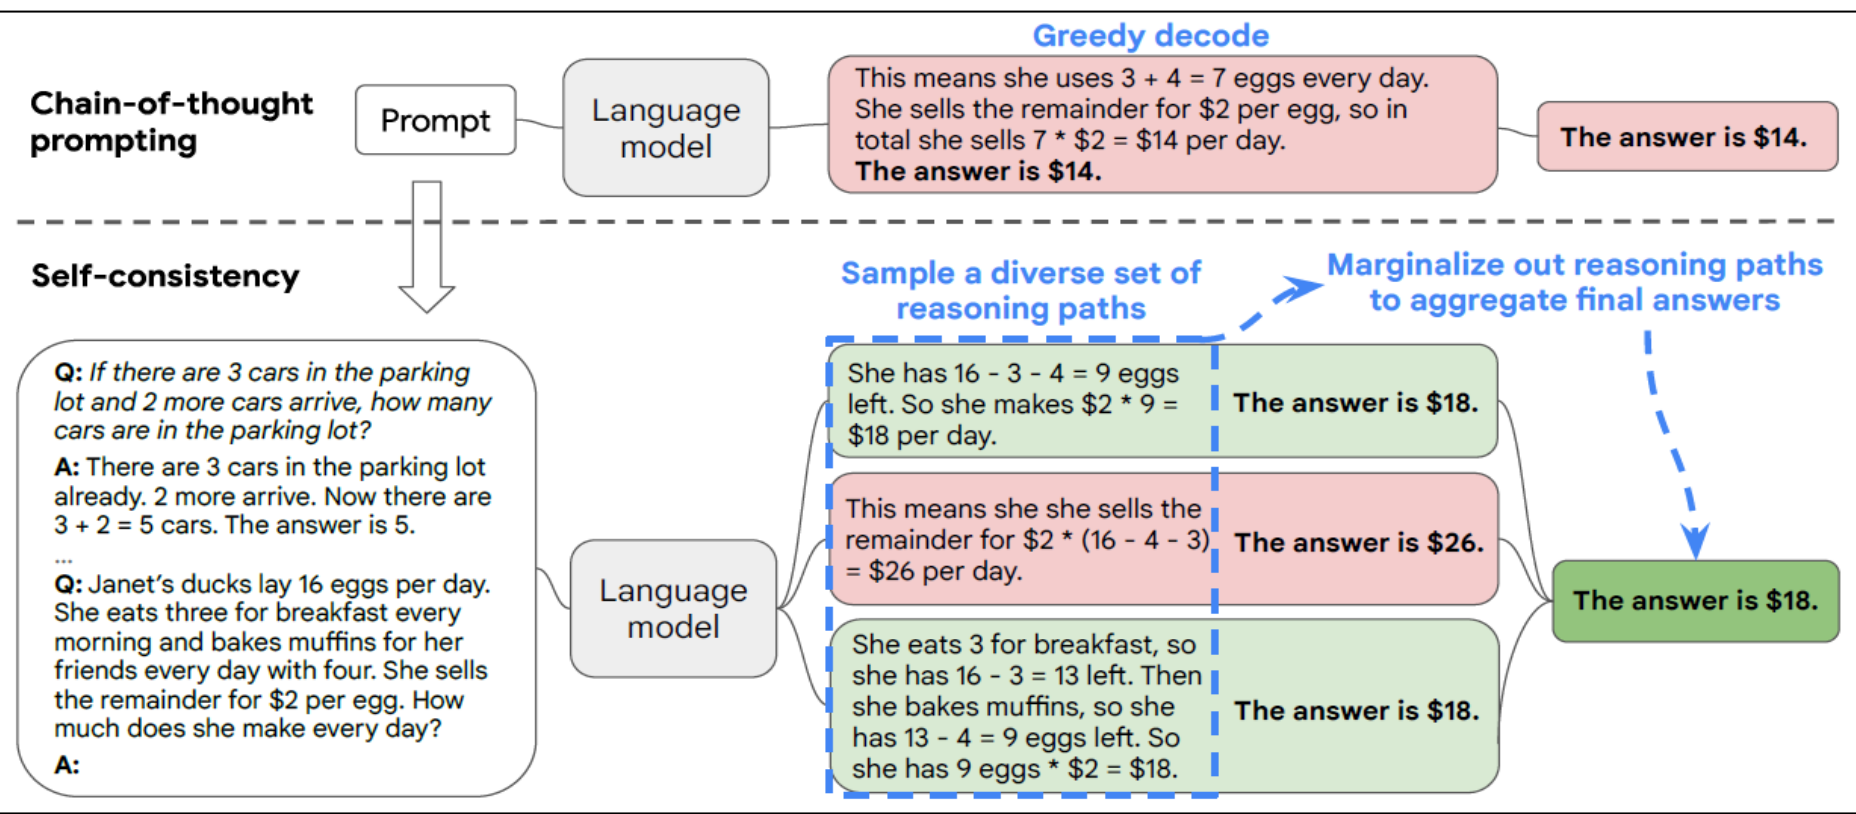 Greedy decode
Chain-of-thought
prompting
Prompt
Language
model
This means she uses 3 + 4 = 7 eggs every day.
She sells the remainder for $2 per egg, so in
total she sells 7 * $2 = $14 per day.
The answer is $14.
The answer is $14.
Self-consistency
Sample a diverse set of
reasoning paths
Marginalize out reasoning paths
to aggregate final answers
Q: If there are 3 cars in the parking
lot and 2 more cars arrive, how many
cars are in the parking lot?
A: There are 3 cars in the parking lot
already. 2 more arrive. Now there are
3 + 2 = 5 cars. The answer is 5.
...
Q: Janet's ducks lay 16 eggs per day.
She eats three for breakfast every
morning and bakes muffins for her
friends every day with four. She sells
the remainder for $2 per egg. How
much does she make every day?
A:
Language
model
She has 16 - 3 - 4 = 9 eggs
left. So she makes $2 * 9 =
$18 per day.
The answer is $18.
This means she she sells the
remainder for $2 * (16 - 4 - 3)
= $26 per day.
The answer is $26.
She eats 3 for breakfast, so
she has 16 - 3 = 13 left. Then
she bakes muffins, so she
has 13 - 4 = 9 eggs left. So
she has 9 eggs * $2 = $18.
The answer is $18.
The answer is $18.